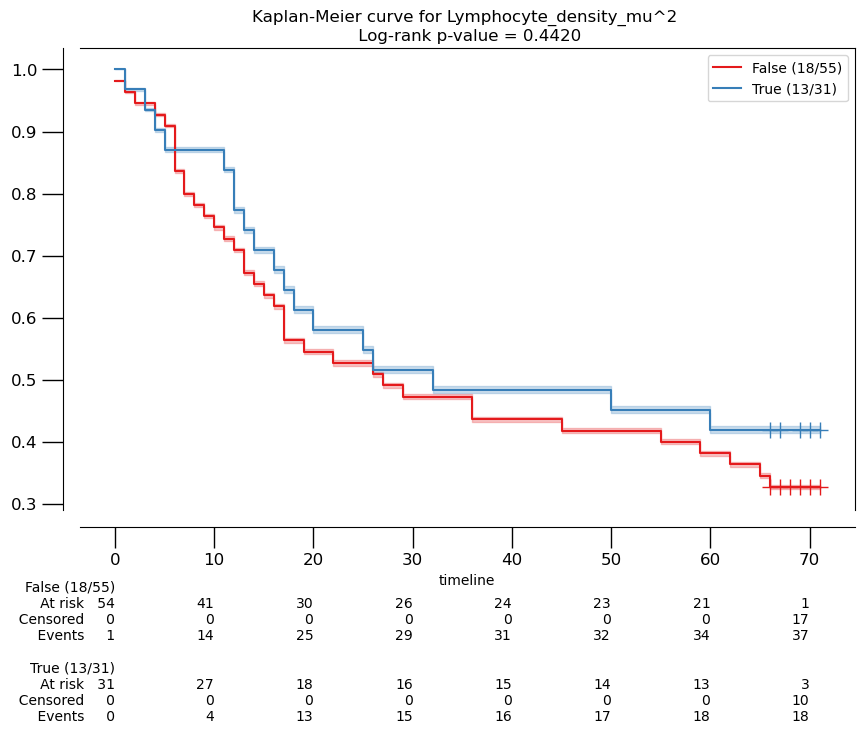 Kaplan-Meier curve for Lymphocyte_density_mu^2
Log-rank p-value = 0.4420
False (18/55)
True (13/31)
1.0
0.9
0.8
0.7
0.6
0.5
0.4
0.3
0 10 20 30 40 50 60 70
timeline
False (18/55)
At risk 54 41 30 26 24 23 21 1
Censored 0 0 0 0 0 0 0 17
Events 1 14 25 29 31 32 34 37
True (13/31)
At risk 31 27 18 16 15 14 13 3
Censored 0 0 0 0 0 0 0 10
Events 0 4 13 15 16 17 18 18